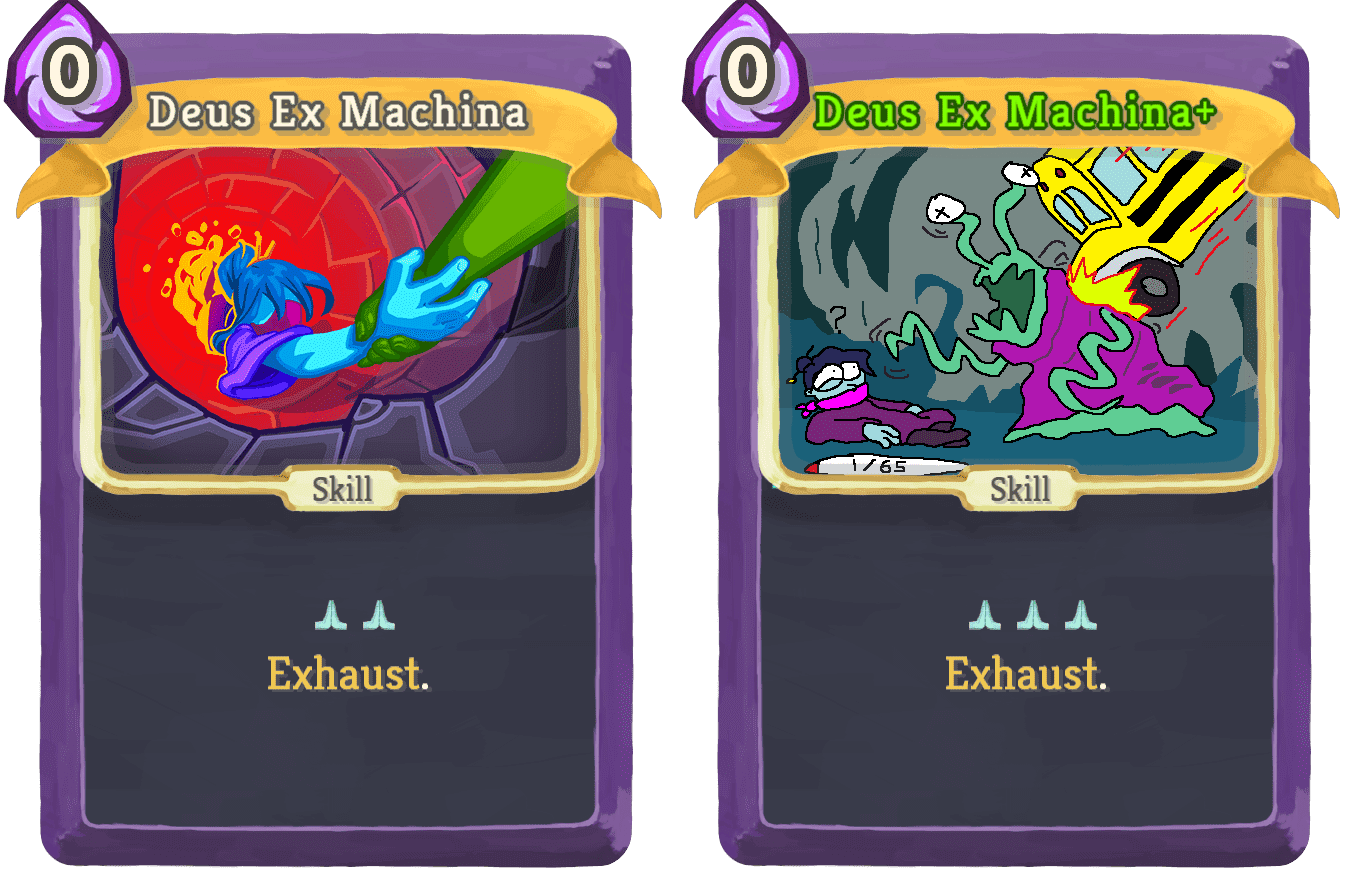 0
Deus Ex Machina
Skill
Exhaust.
0
Deus Ex Machina+
?
?
1/65
Skill
Exhaust.